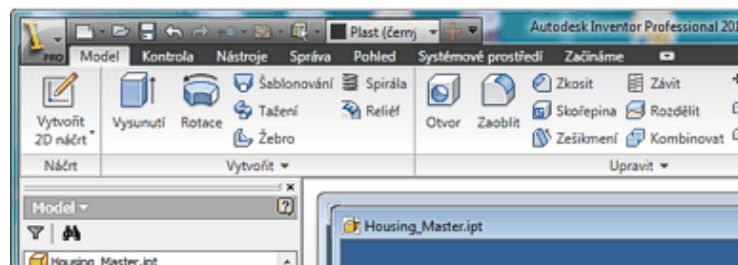 Plast (černý
Autodesk Inventor Professional 201
PRO Model Kontrola Nástroje Správa Pohled Systémové prostředí Začínáme
Šablonování Spirála Zkosit Závit
Tažení Reliéf Skořepina Rozdělit
Vytvořit 2D náčrt Vysunutí Rotace Žebro Otvor Zaoblit Zešikmení Kombinovat
Náčrt Vytvořit Upravit
Model
Housing_Master.ipt
Housing_Master.ipt